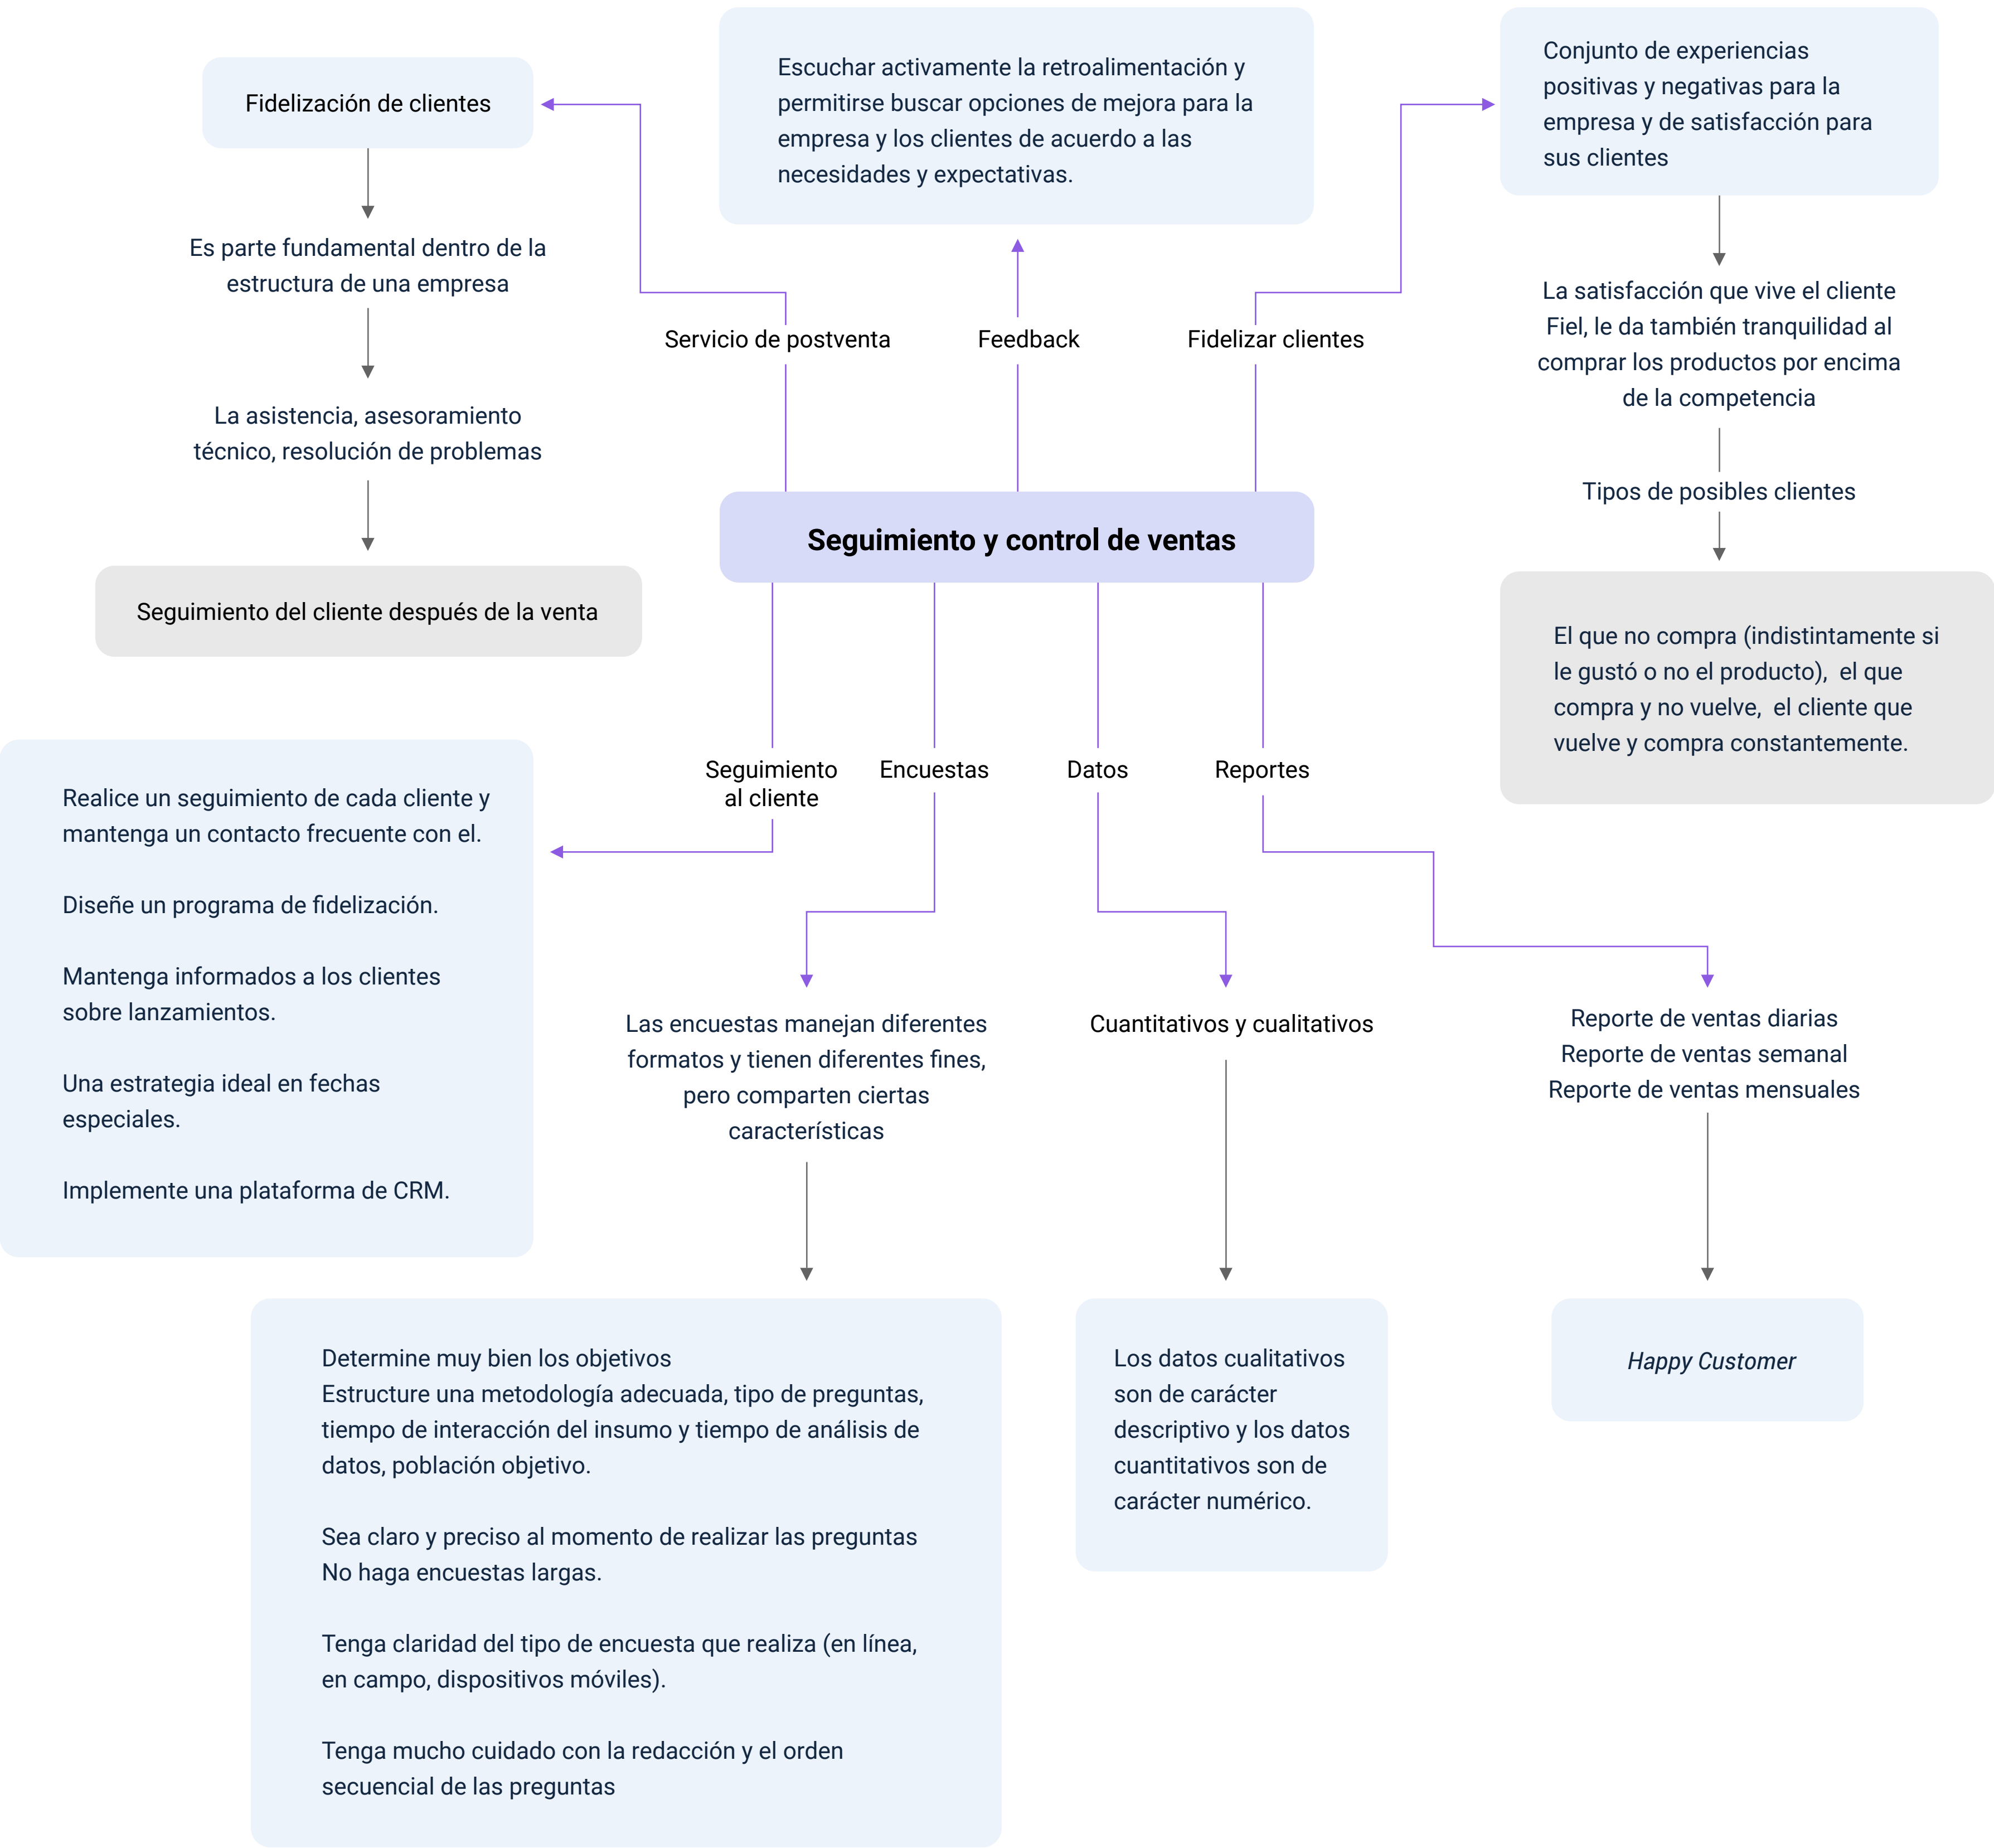 Fidelización de clientes
Es parte fundamental dentro de la
estructura de una empresa
La asistencia, asesoramiento
técnico, resolución de problemas
Seguimiento del cliente después de la venta
Escuchar activamente la retroalimentación y
permitirse buscar opciones de mejora para la
empresa y los clientes de acuerdo a las
necesidades y expectativas.
Conjunto de experiencias
positivas y negativas para la
empresa y de satisfacción para
sus clientes
La satisfacción que vive el cliente
Fiel, le da también tranquilidad al
comprar los productos por encima
de la competencia
Tipos de posibles clientes
El que no compra (indistintamente si
le gustó o no el producto),  el que
compra y no vuelve,  el cliente que
vuelve y compra constantemente.
Servicio de postventa
Feedback
Fidelizar clientes
Seguimiento y control de ventas
Seguimiento
al cliente
Encuestas
Datos
Reportes
Realice un seguimiento de cada cliente y
mantenga un contacto frecuente con el.
Diseñe un programa de fidelización.
Mantenga informados a los clientes
sobre lanzamientos.
Una estrategia ideal en fechas
especiales.
Implemente una plataforma de CRM.
Las encuestas manejan diferentes
formatos y tienen diferentes fines,
pero comparten ciertas
características
Cuantitativos y cualitativos
Reporte de ventas diarias
Reporte de ventas semanal
Reporte de ventas mensuales
Determine muy bien los objetivos
Estructure una metodología adecuada, tipo de preguntas,
tiempo de interacción del insumo y tiempo de análisis de
datos, población objetivo.
Sea claro y preciso al momento de realizar las preguntas
No haga encuestas largas.
Tenga claridad del tipo de encuesta que realiza (en línea,
en campo, dispositivos móviles).
Tenga mucho cuidado con la redacción y el orden
secuencial de las preguntas
Los datos cualitativos
son de carácter
descriptivo y los datos
cuantitativos son de
carácter numérico.
Happy Customer